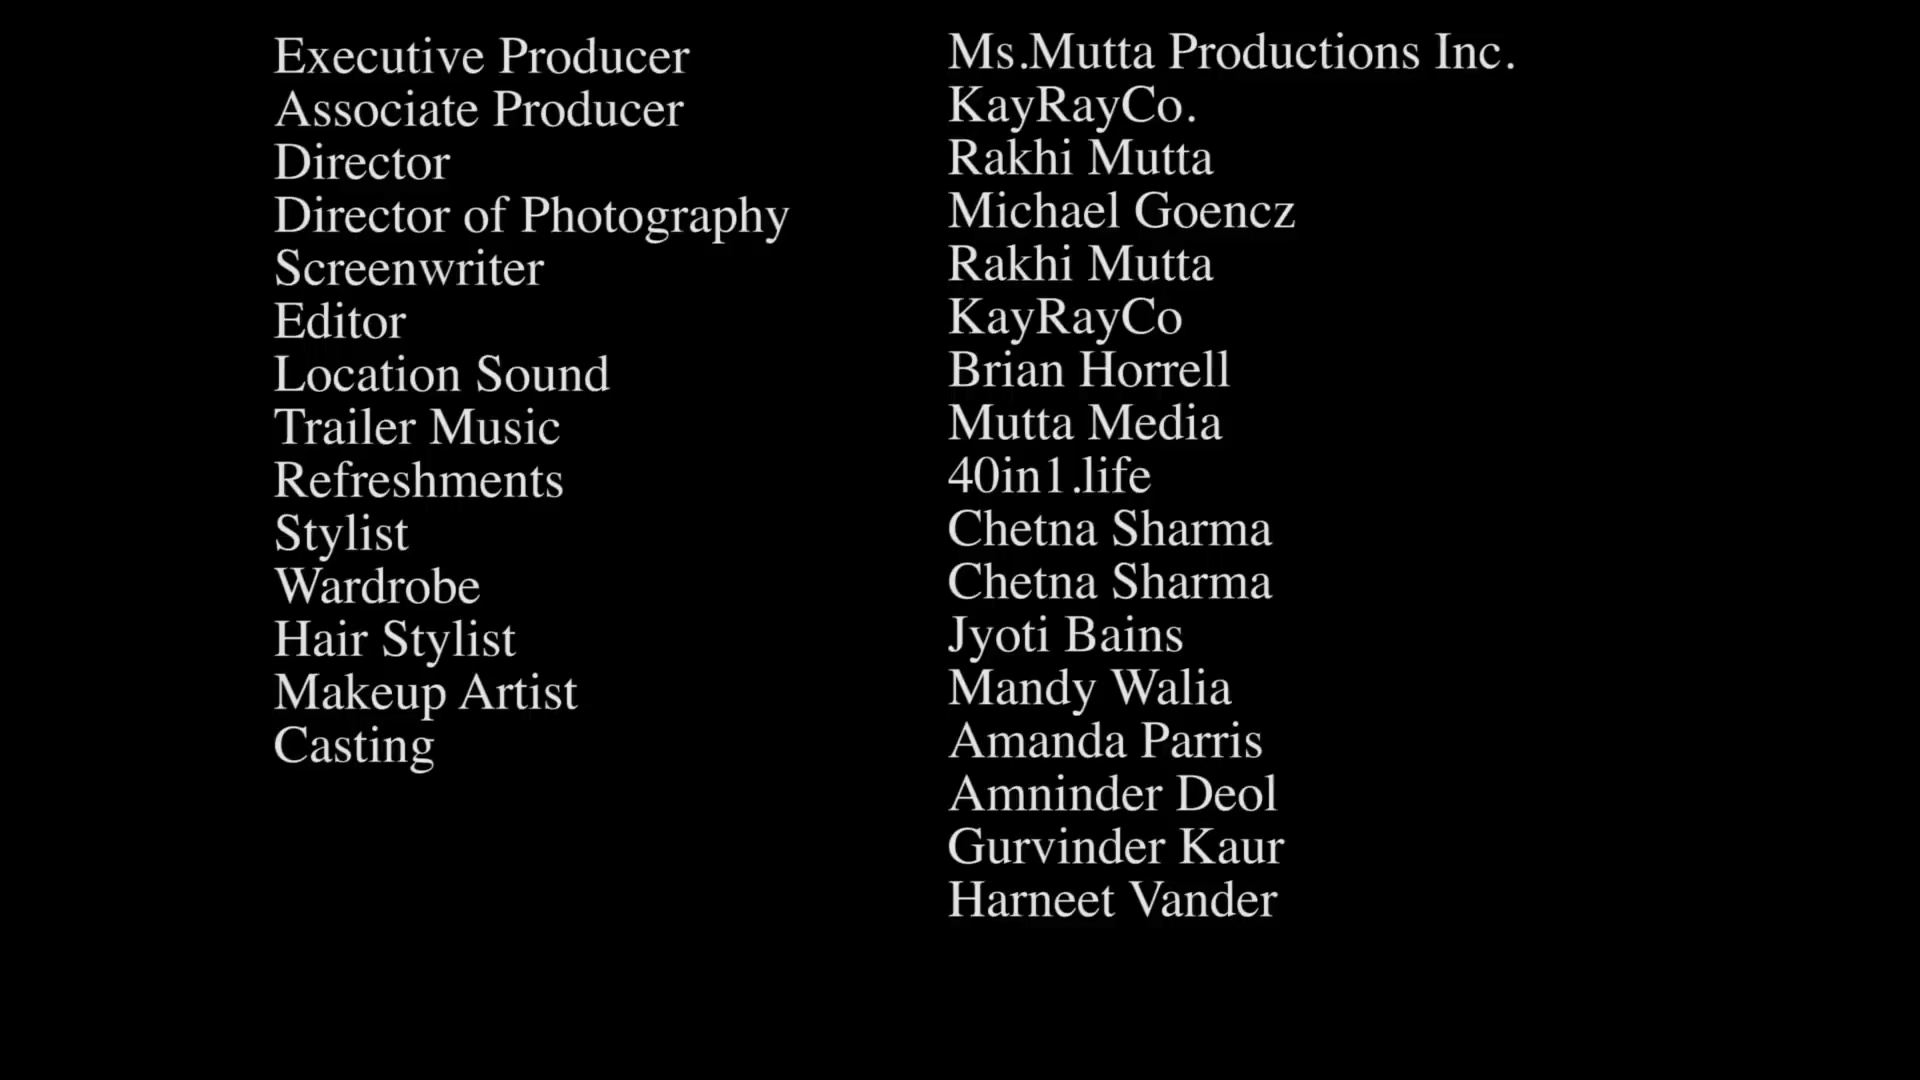 Executive Producer Ms.Mutta Productions Inc.
Associate Producer KayRayCo.
Director Rakhi Mutta
Director of Photography Michael Goencz
Screenwriter Rakhi Mutta
Editor KayRayCo
Location Sound Brian Horrell
Trailer Music Mutta Media
Refreshments 40in1.life
Stylist Chetna Sharma
Wardrobe Chetna Sharma
Hair Stylist Jyoti Bains
Makeup Artist Mandy Walia
Casting Amanda Parris
Amninder Deol
Gurvinder Kaur
Harneet Vander